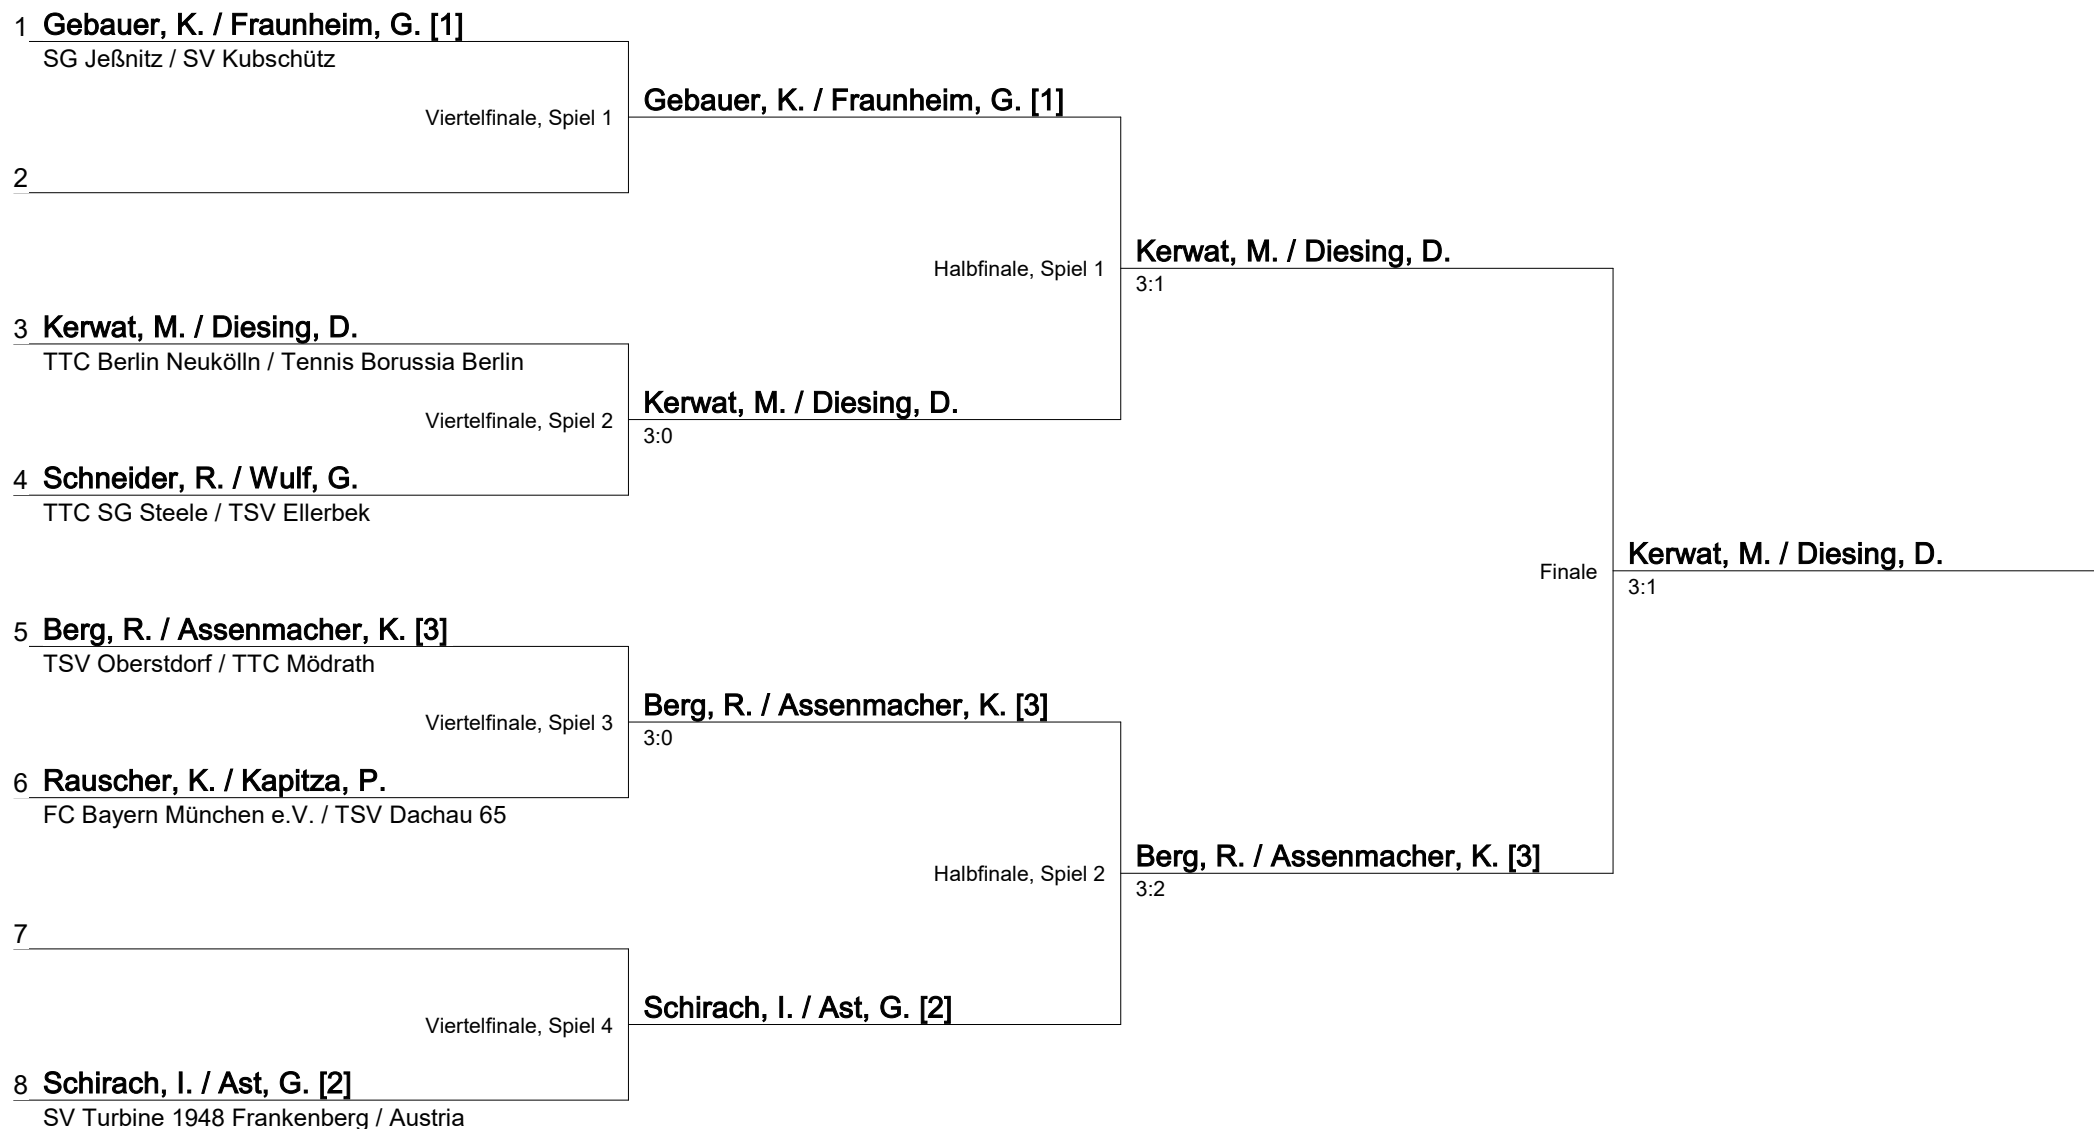 1 Gebauer, K. / Fraunheim, G. [1]
SG Jeßnitz / SV Kubschütz
Viertelfinale, Spiel 1
Gebauer, K. / Fraunheim, G. [1]
2
Halbfinale, Spiel 1
Kerwat, M. / Diesing, D.
3:1
3 Kerwat, M. / Diesing, D.
TTC Berlin Neukölln / Tennis Borussia Berlin
Viertelfinale, Spiel 2
Kerwat, M. / Diesing, D.
3:0
4 Schneider, R. / Wulf, G.
TTC SG Steele / TSV Ellerbek
Finale
Kerwat, M. / Diesing, D.
3:1
5 Berg, R. / Assenmacher, K. [3]
TSV Oberstdorf / TTC Mödrath
Viertelfinale, Spiel 3
Berg, R. / Assenmacher, K. [3]
3:0
6 Rauscher, K. / Kapitza, P.
FC Bayern München e.V. / TSV Dachau 65
Halbfinale, Spiel 2
Berg, R. / Assenmacher, K. [3]
3:2
7
Viertelfinale, Spiel 4
Schirach, I. / Ast, G. [2]
8 Schirach, I. / Ast, G. [2]
SV Turbine 1948 Frankenberg / Austria